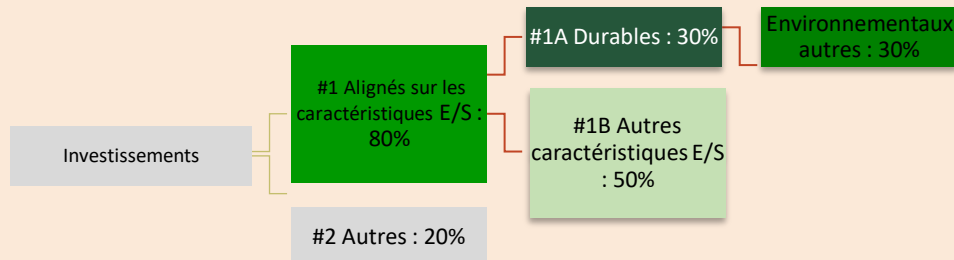 Investissements
#1 Alignés sur les
caractéristiques E/S :
80%
#2 Autres : 20%
#1A Durables : 30%
#1B Autres
caractéristiques E/S
: 50%
Environnementaux
autres : 30%